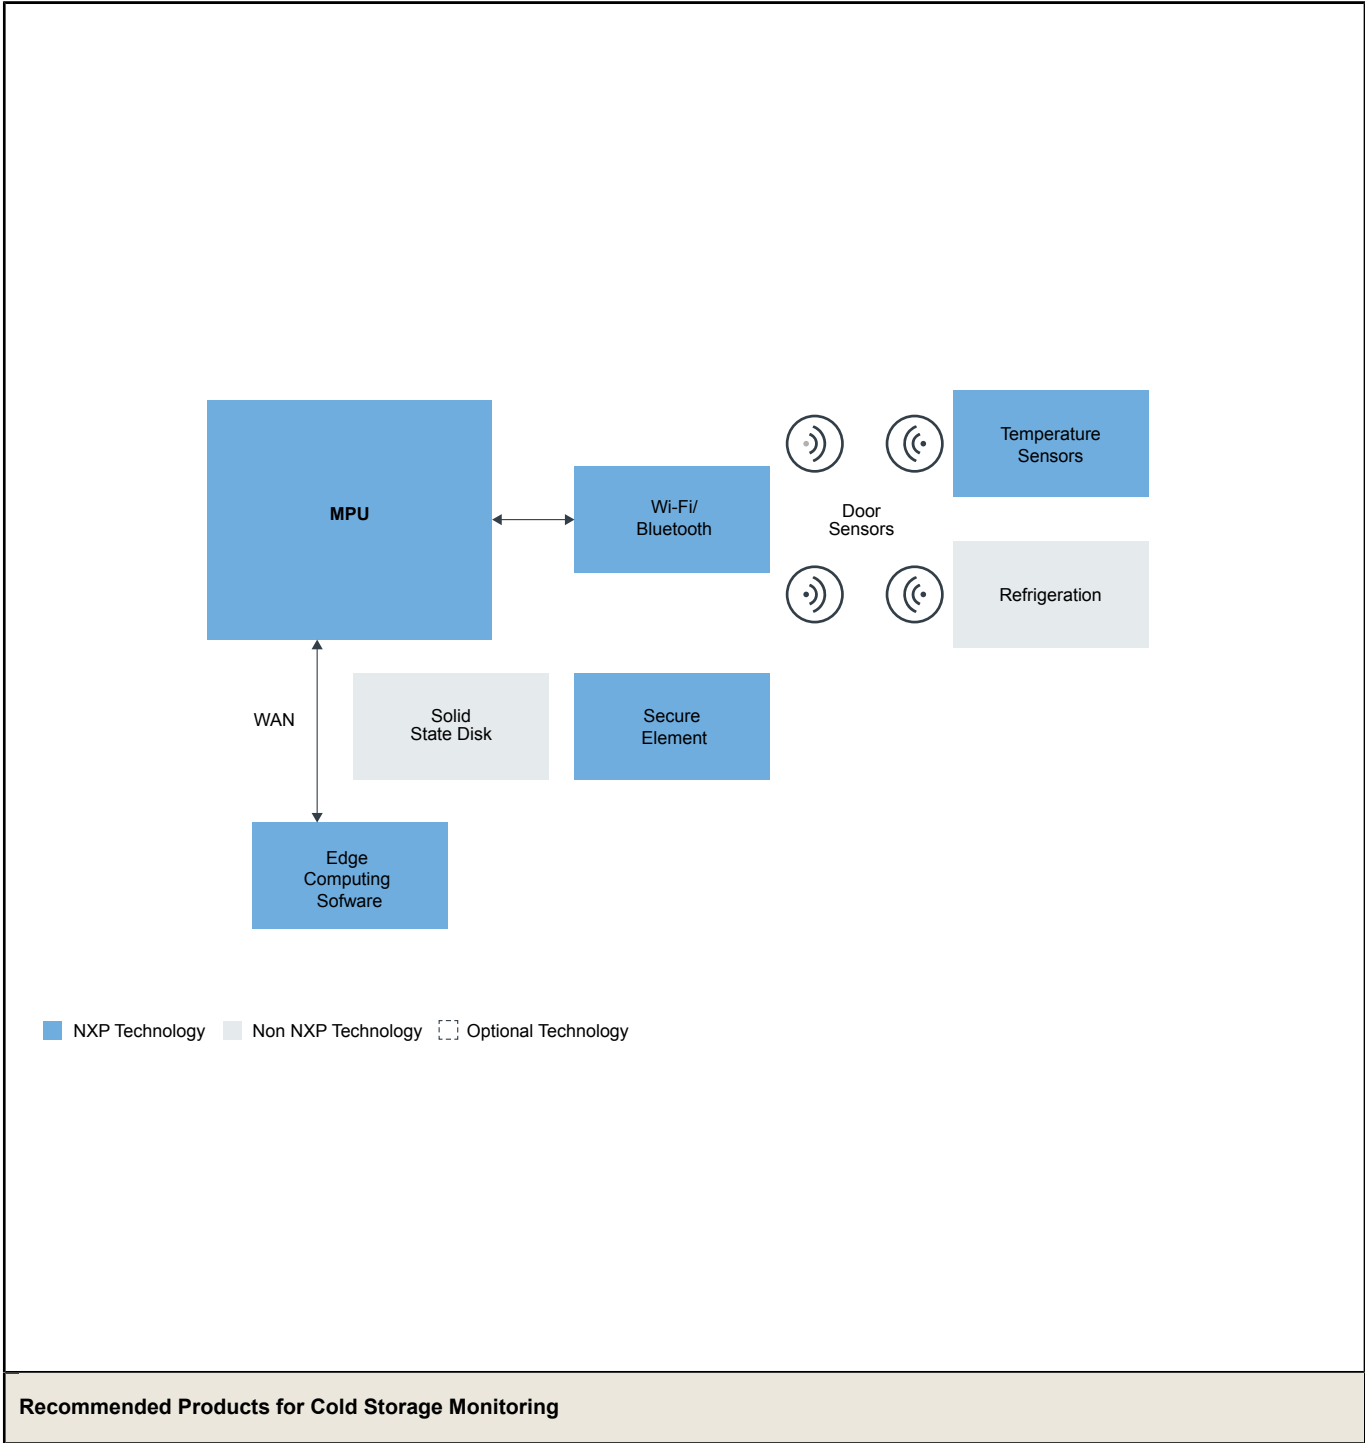 MPU
Wi-Fi/
Bluetooth
Door
Sensors
Temperature
Sensors
Refrigeration
WAN
Solid
State Disk
Secure
Element
Edge
Computing
Sofware
NXP Technology
Non NXP Technology
Optional Technology
Recommended Products for Cold Storage Monitoring